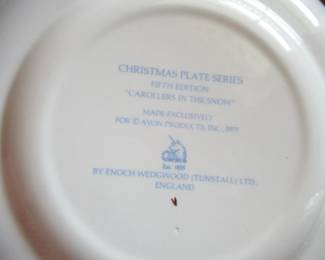 CHRISTMAS PLATE SERIES
FIFTH EDITION
"CAROLLERS IN THE SNOW"
MADE EXCLUSIVELY
FOR © AVON PRODUCTS, INC., 1977
Est. 1835
BY ENOCH WEDGWOOD (TUNSTALL) LTD.,
ENGLAND